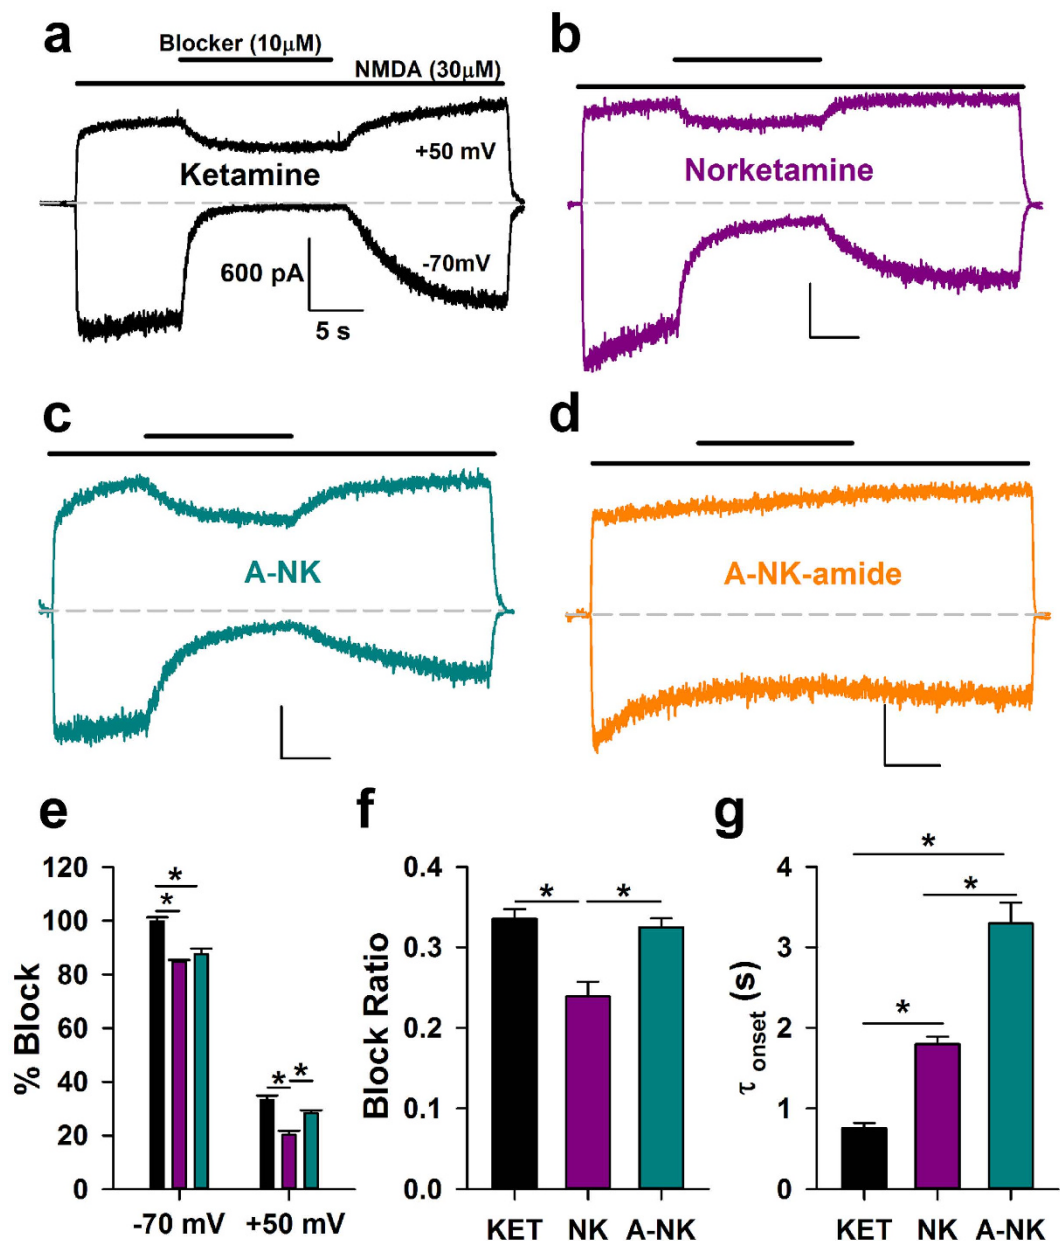 a
Blocker (10µM)
NMDA (30µM)
+50 mV
Ketamine
-70mV
600 pA
5 s
b
Norketamine
c
A-NK
d
A-NK-amide
e
120
100
80
60
40
20
0
% Block
* * * *
-70 mV +50 mV
f
0.4
0.3
0.2
0.1
0.0
Block Ratio
* *
KET NK A-NK
g
4
3
2
1
0
τ onset (s)
* * *
KET NK A-NK